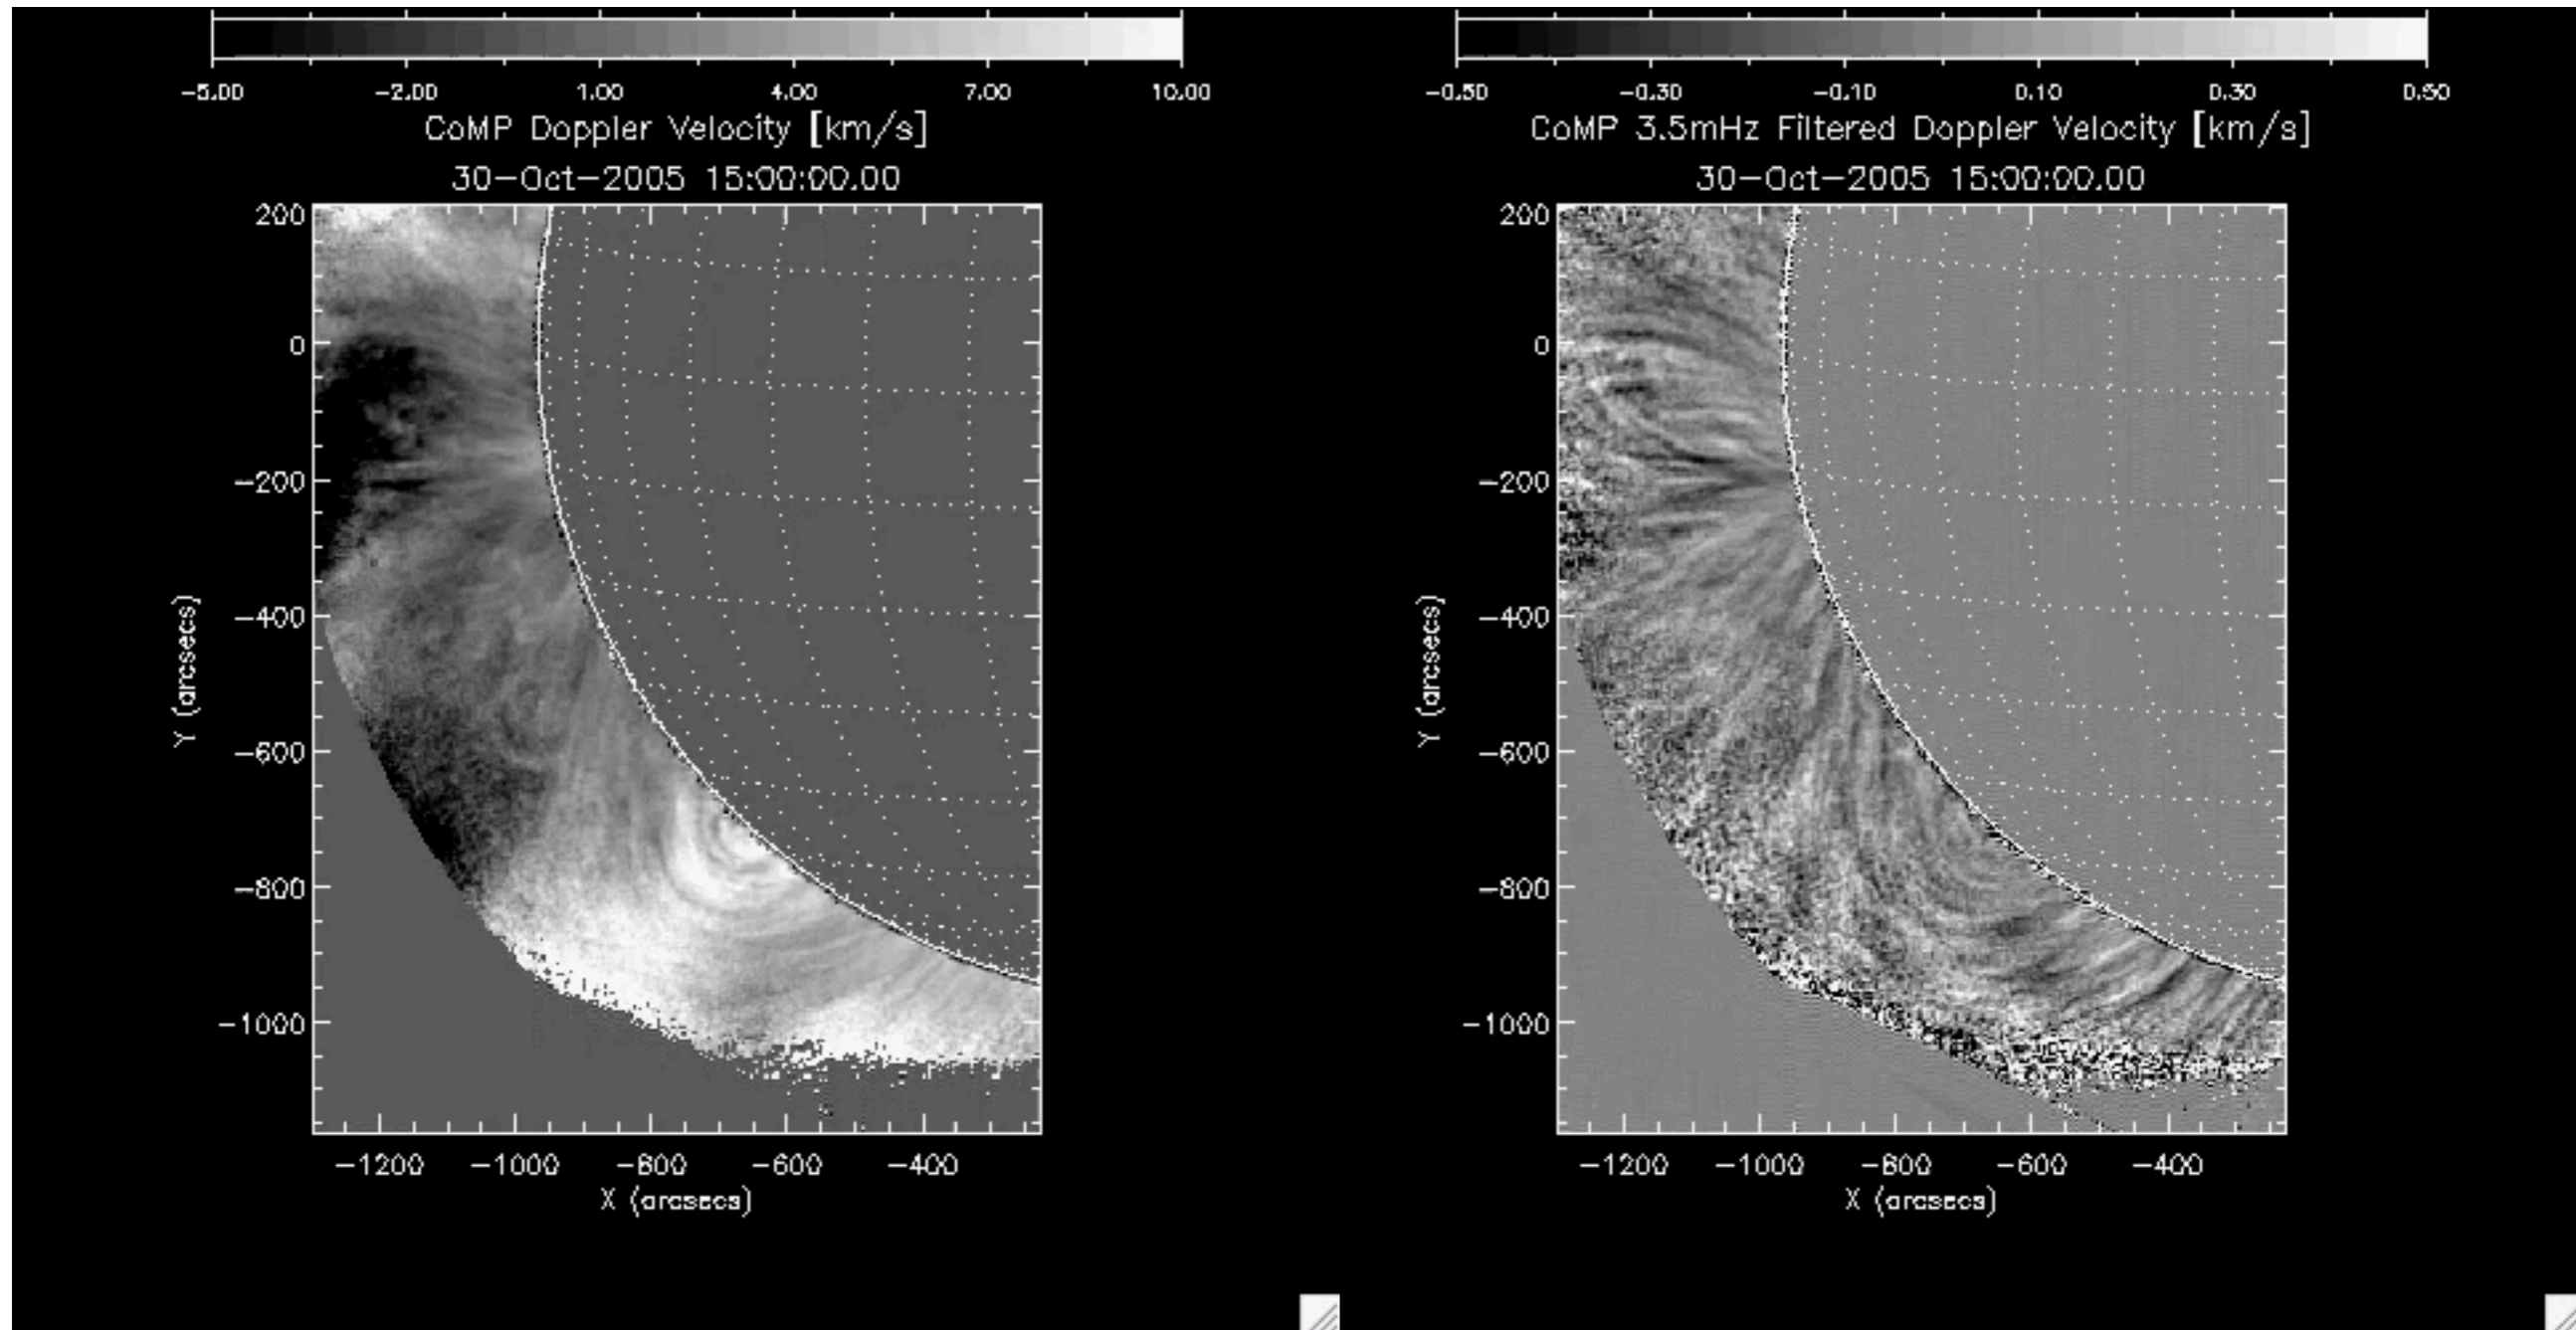 -5.00 -2.00 1.00 4.00 7.00 10.00
CoMP Doppler Velocity [km/s]
30-Oct-2005 15:00:00.00
200
0
-200
-400
-600
-800
-1000
Y (arcsecs)
-1200 -1000 -800 -600 -400
X (arcsecs)
-0.50 -0.30 -0.10 0.10 0.30 0.50
CoMP 3.5mHz Filtered Doppler Velocity [km/s]
30-Oct-2005 15:00:00.00
200
0
-200
-400
-600
-800
-1000
Y (arcsecs)
-1200 -1000 -800 -600 -400
X (arcsecs)